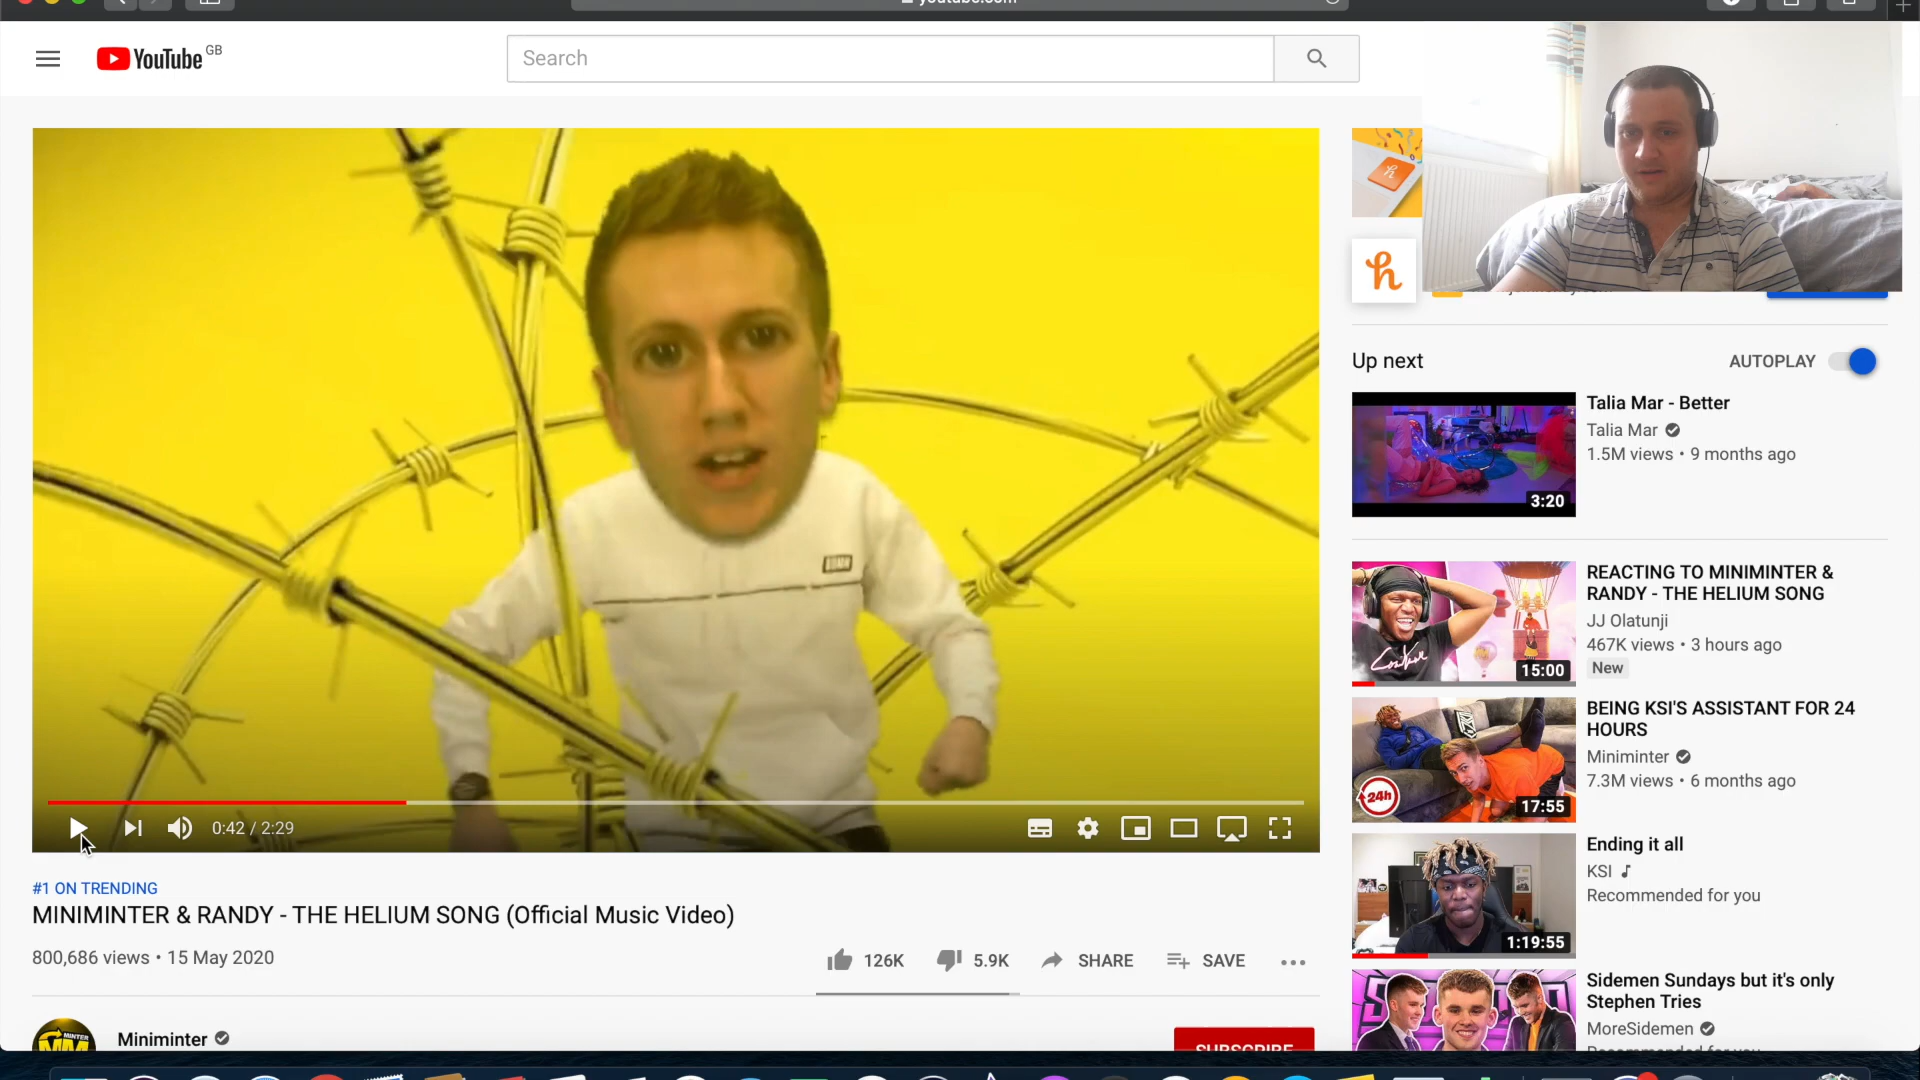 YouTube GB
Search
h
h
Up next
AUTOPLAY
Talia Mar - Better
Talia Mar
1.5M views • 9 months ago
3:20
REACTING TO MINIMINTER &
RANDY - THE HELIUM SONG
JJ Olatunji
467K views • 3 hours ago
New
15:00
BEING KSI'S ASSISTANT FOR 24
HOURS
Miniminter
7.3M views • 6 months ago
24h
17:55
Ending it all
KSI
Recommended for you
1:19:55
Sidemen Sundays but it's only
Stephen Tries
MoreSidemen
0:42 / 2:29
#1 ON TRENDING
MINIMINTER & RANDY - THE HELIUM SONG (Official Music Video)
800,686 views • 15 May 2020
126K
5.9K
SHARE
SAVE
Miniminter
SUBSCRIBE